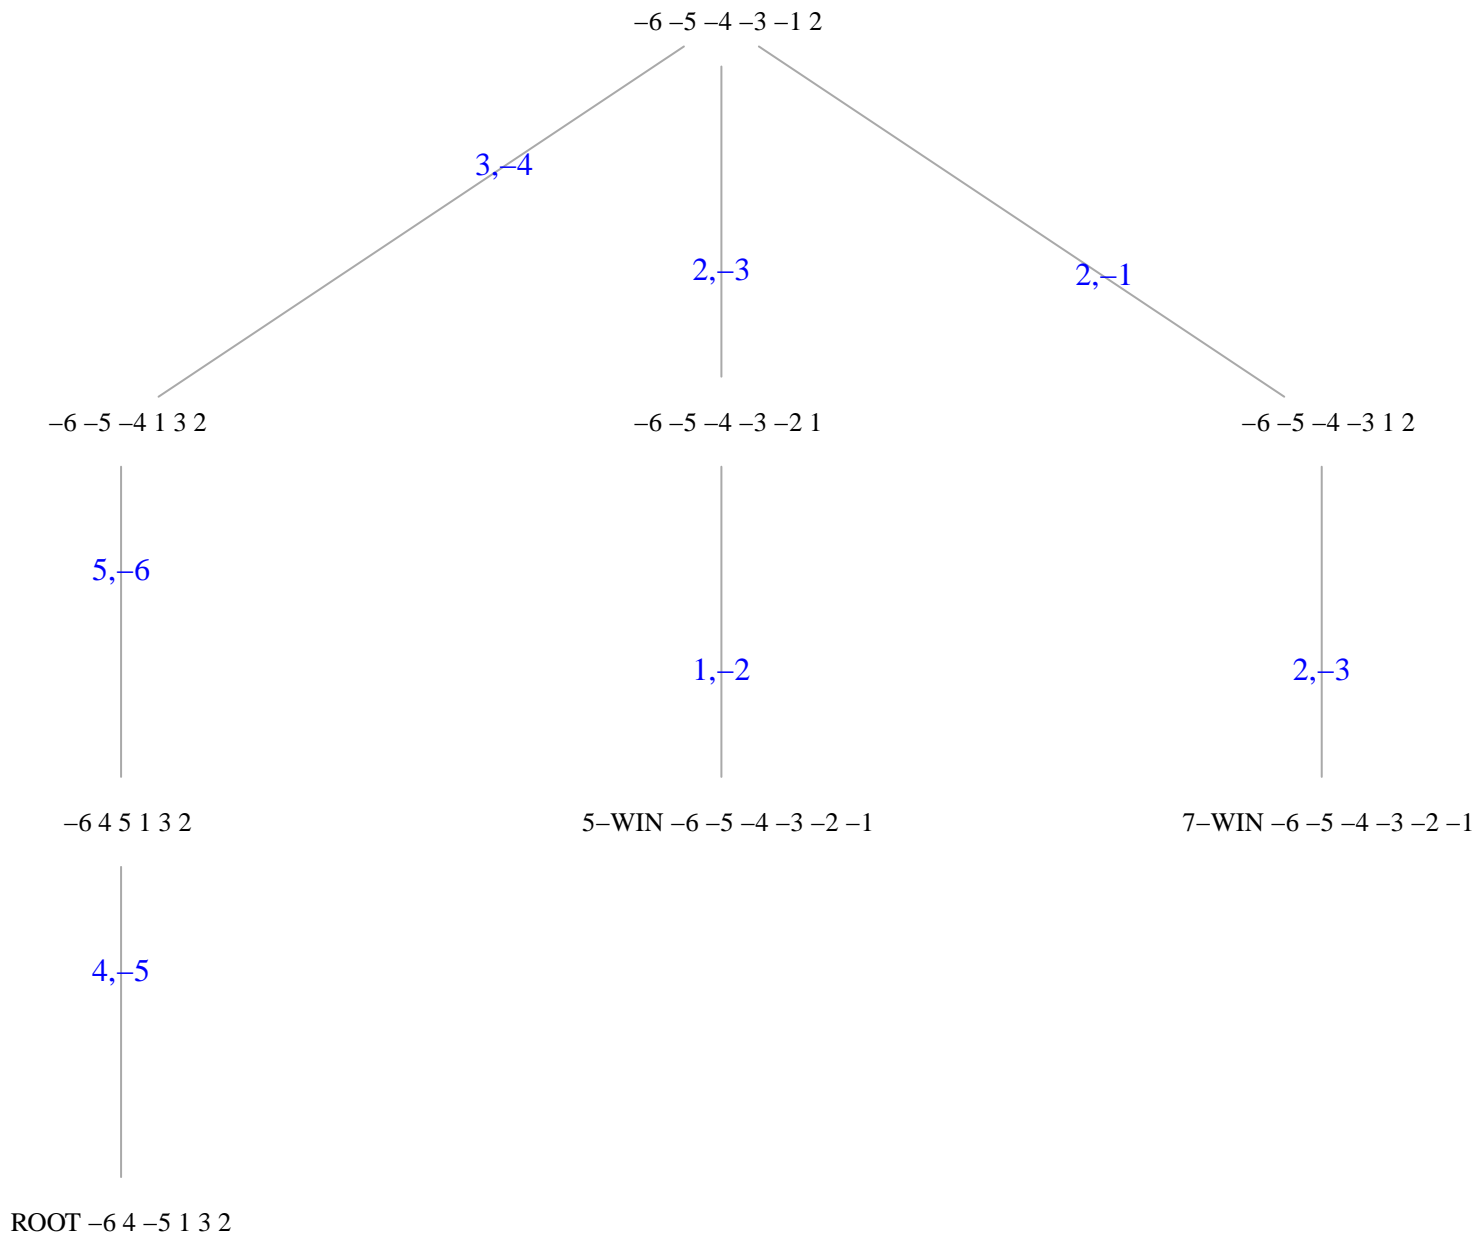 –6 –5 –4 –3 –1 2
3,–4
2,–3
2,–1
–6 –5 –4 1 3 2
–6 –5 –4 –3 –2 1
–6 –5 –4 –3 1 2
5,–6
1,–2
2,–3
–6 4 5 1 3 2
5–WIN –6 –5 –4 –3 –2 –1
7–WIN –6 –5 –4 –3 –2 –1
4,–5
ROOT –6 4 –5 1 3 2